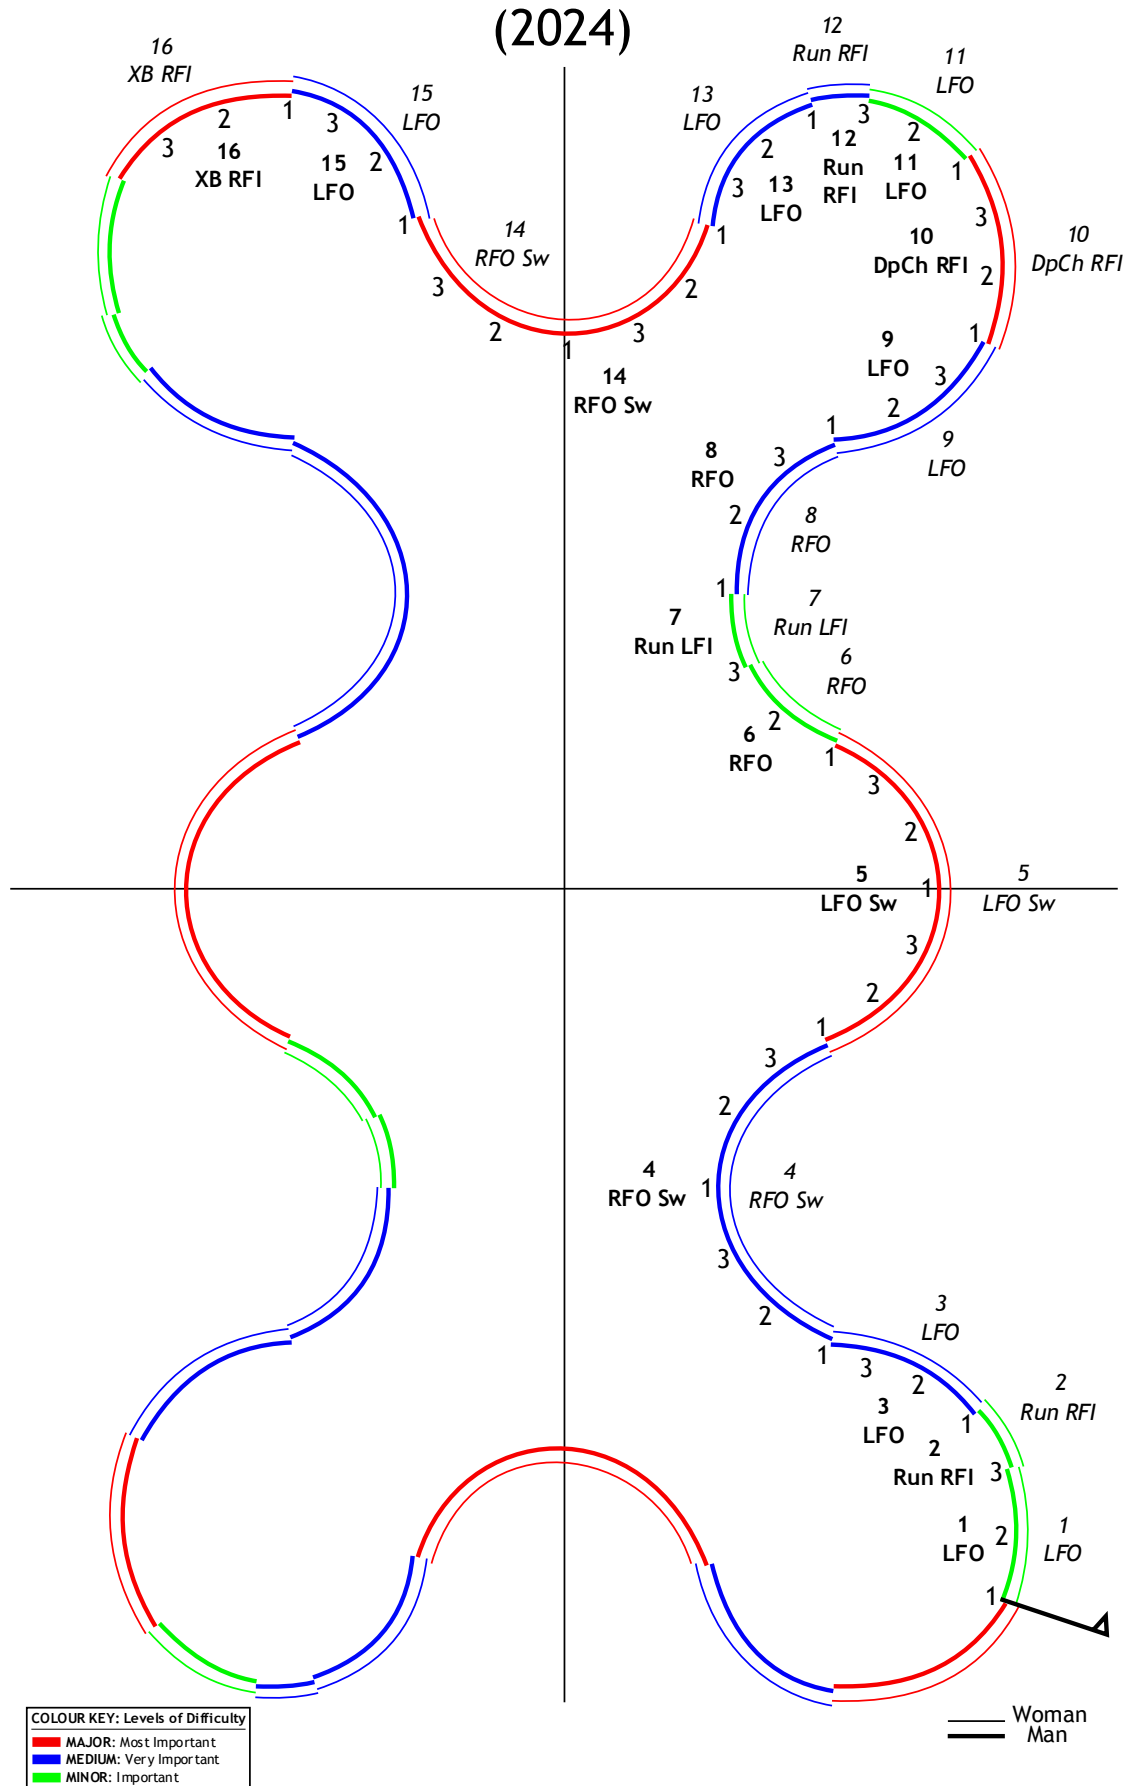 (2024)
16
XB RFI
15
LFO
12
Run RFI
11
LFO
13
LFO
3
2
1
16
XB RFI
3
2
1
15
LFO
14
RFO Sw
3
2
1
3
2
1
14
RFO Sw
3
2
1
13
LFO
12
Run
RFI
3
2
1
11
LFO
3
2
1
10
DpCh RFI
10
DpCh RFI
9
LFO
3
2
1
9
LFO
8
RFO
3
2
1
8
RFO
7
Run LFI
7
Run LFI
6
RFO
3
2
1
6
RFO
3
2
1
5
LFO Sw
5
LFO Sw
3
2
1
3
2
1
4
RFO Sw
4
RFO Sw
3
2
1
3
LFO
3
2
1
3
LFO
2
Run RFI
2
Run RFI
3
2
1
1
LFO
1
LFO
COLOUR KEY: Levels of Difficulty
MAJOR: Most Important
MEDIUM: Very Important
MINOR: Important
Woman
Man